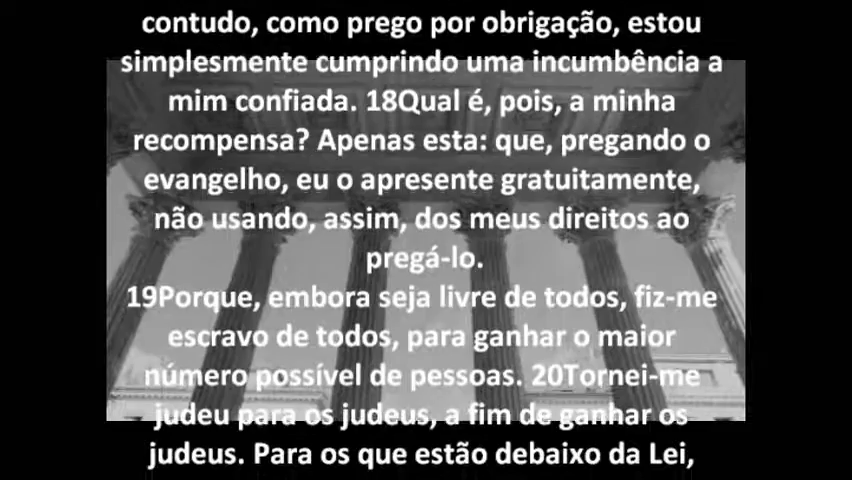 contudo, como prego por obrigação, estou
simplesmente cumprindo uma incumbência a
mim confiada. 18Qual é, pois, a minha
recompensa? Apenas esta: que, pregando o
evangelho, eu o apresente gratuitamente,
não usando, assim, dos meus direitos ao
pregá-lo.
19Porque, embora seja livre de todos, fiz-me
escravo de todos, para ganhar o maior
número possível de pessoas. 20Tornei-me
judeu para os judeus, a fim de ganhar os
judeus. Para os que estão debaixo da Lei,